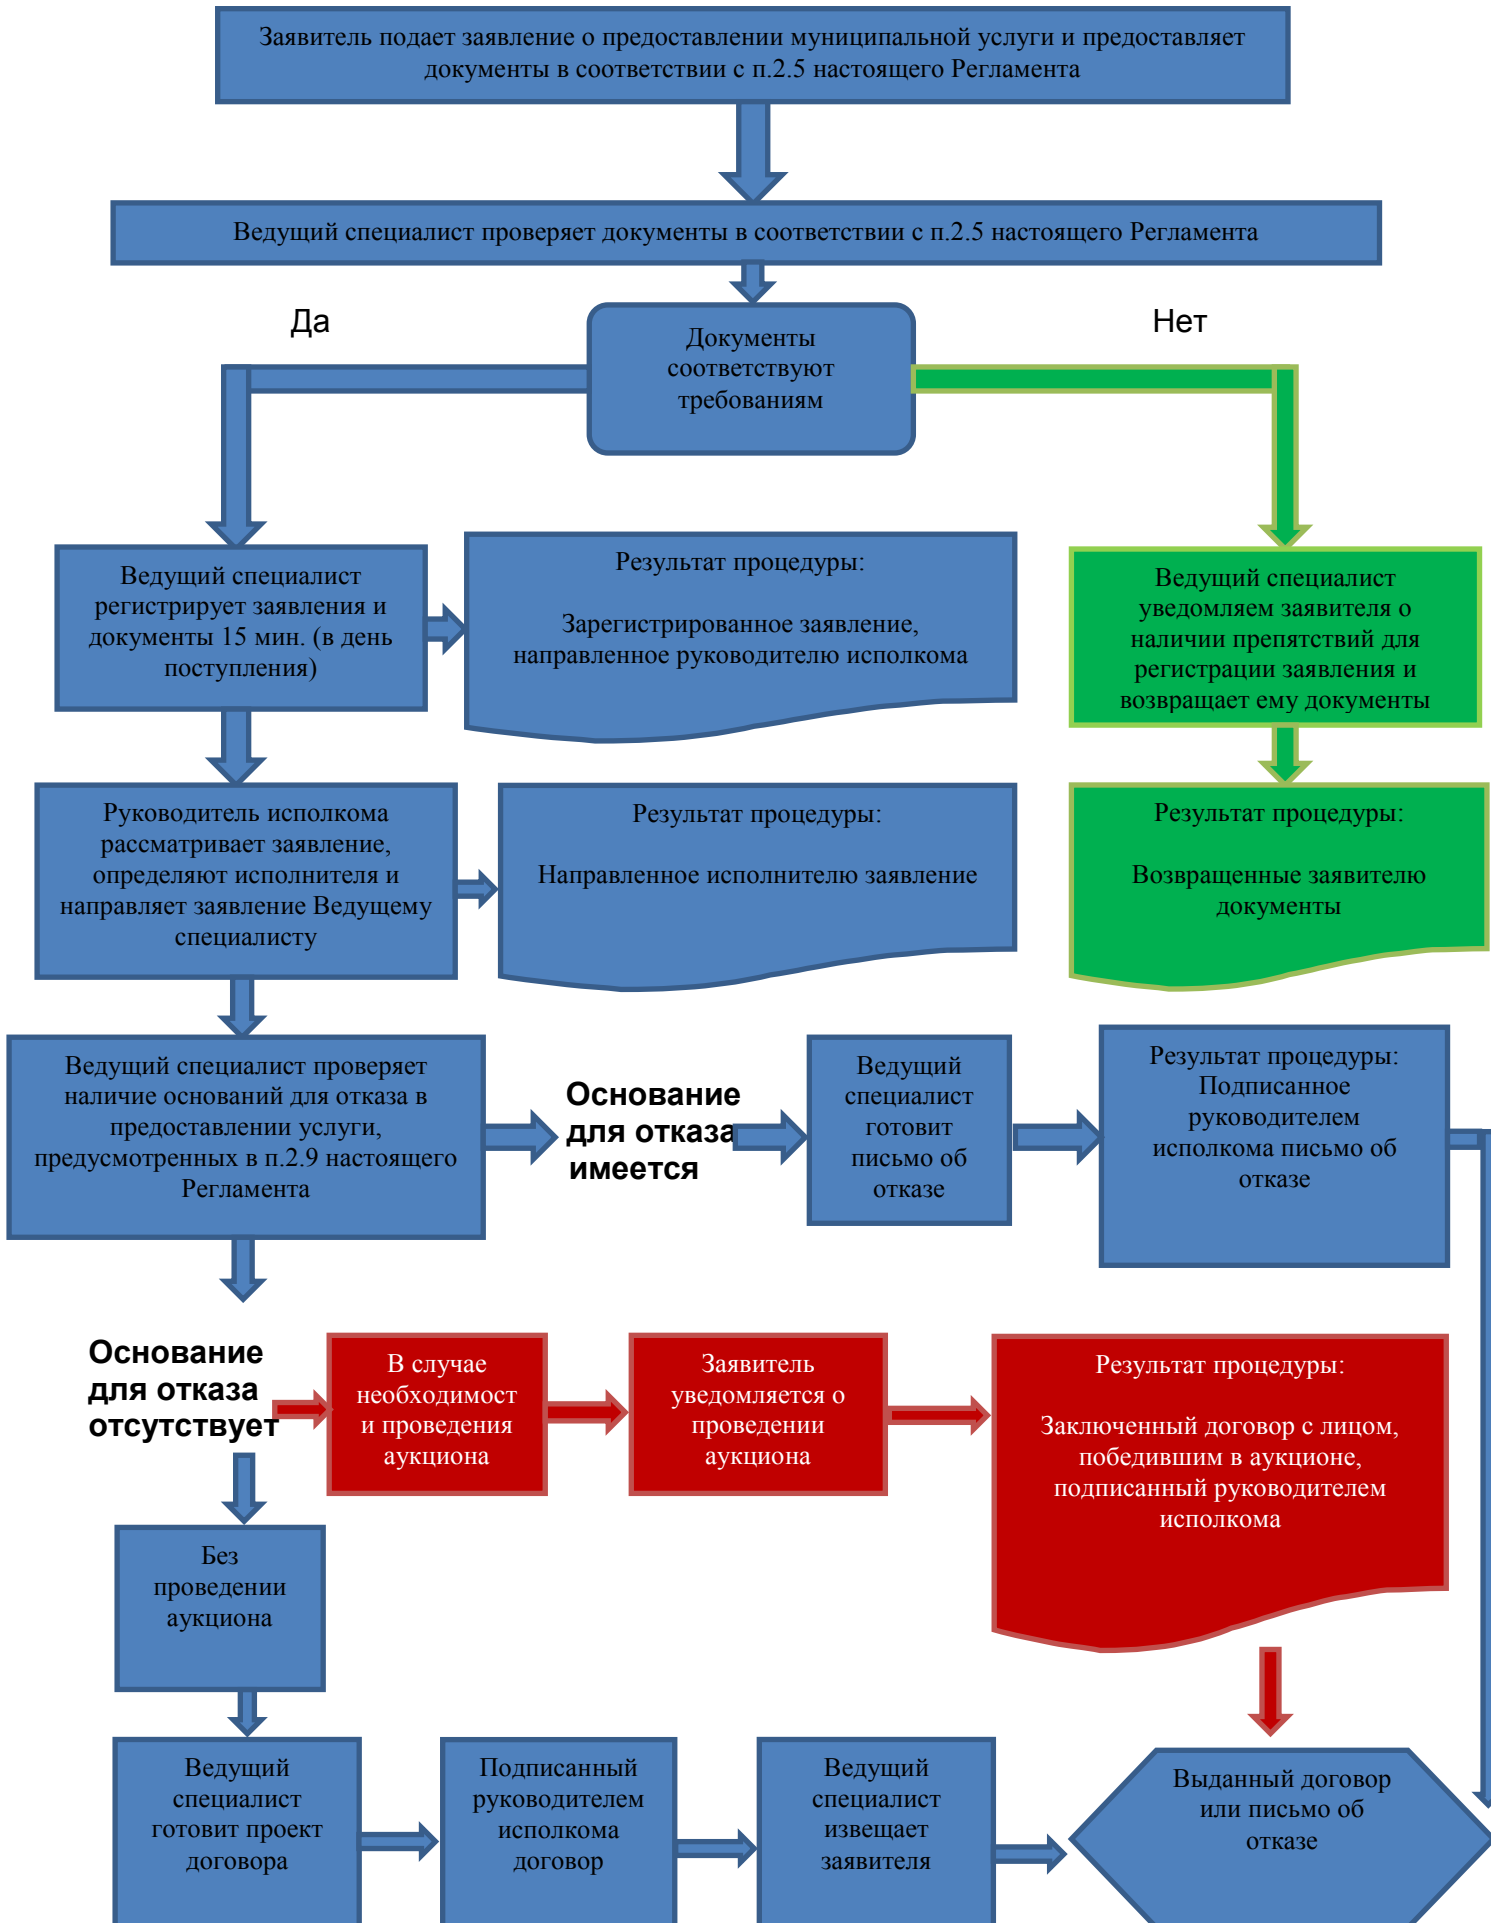 Заявитель подает заявление о предоставлении муниципальной услуги и предоставляет
документы в соответствии с п.2.5 настоящего Регламента
Ведущий специалист проверяет документы в соответствии с п.2.5 настоящего Регламента
Да
Документы
соответствуют
требованиям
Нет
Ведущий специалист
регистрирует заявления и
документы 15 мин. (в день
поступления)
Результат процедуры:
Зарегистрированное заявление,
направленное руководителю исполкома
Ведущий специалист
уведомляем заявителя о
наличии препятствий для
регистрации заявления и
возвращает ему документы
Руководитель исполкома
рассматривает заявление,
определяют исполнителя и
направляет заявление Ведущему
специалисту
Результат процедуры:
Направленное исполнителю заявление
Результат процедуры:
Возвращенные заявителю
документы
Ведущий специалист проверяет
наличие оснований для отказа в
предоставлении услуги,
предусмотренных в п.2.9 настоящего
Регламента
Основание
для отказа
имеется
Ведущий
специалист
готовит
письмо об
отказе
Результат процедуры:
Подписанное
руководителем
исполкома письмо об
отказе
Основание
для отказа
отсутствует
В случае
необходимост
и проведения
аукциона
Заявитель
уведомляется о
проведении
аукциона
Результат процедуры:
Заключенный договор с лицом,
победившим в аукционе,
подписанный руководителем
исполкома
Без
проведении
аукциона
Ведущий
специалист
готовит проект
договора
Подписанный
руководителем
исполкома
договор
Ведущий
специалист
извещает
заявителя
Выданный договор
или письмо об
отказе